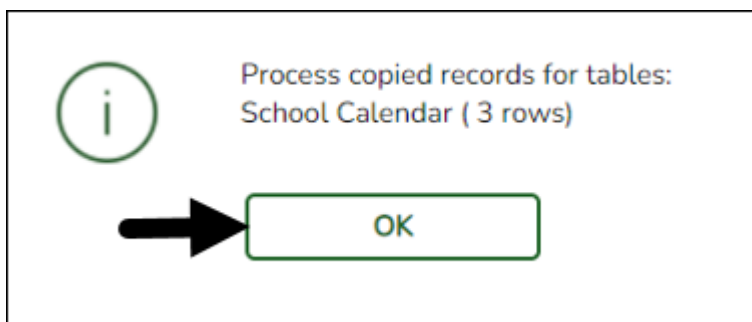 Process copied records for tables:
School Calendar ( 3 rows)
OK